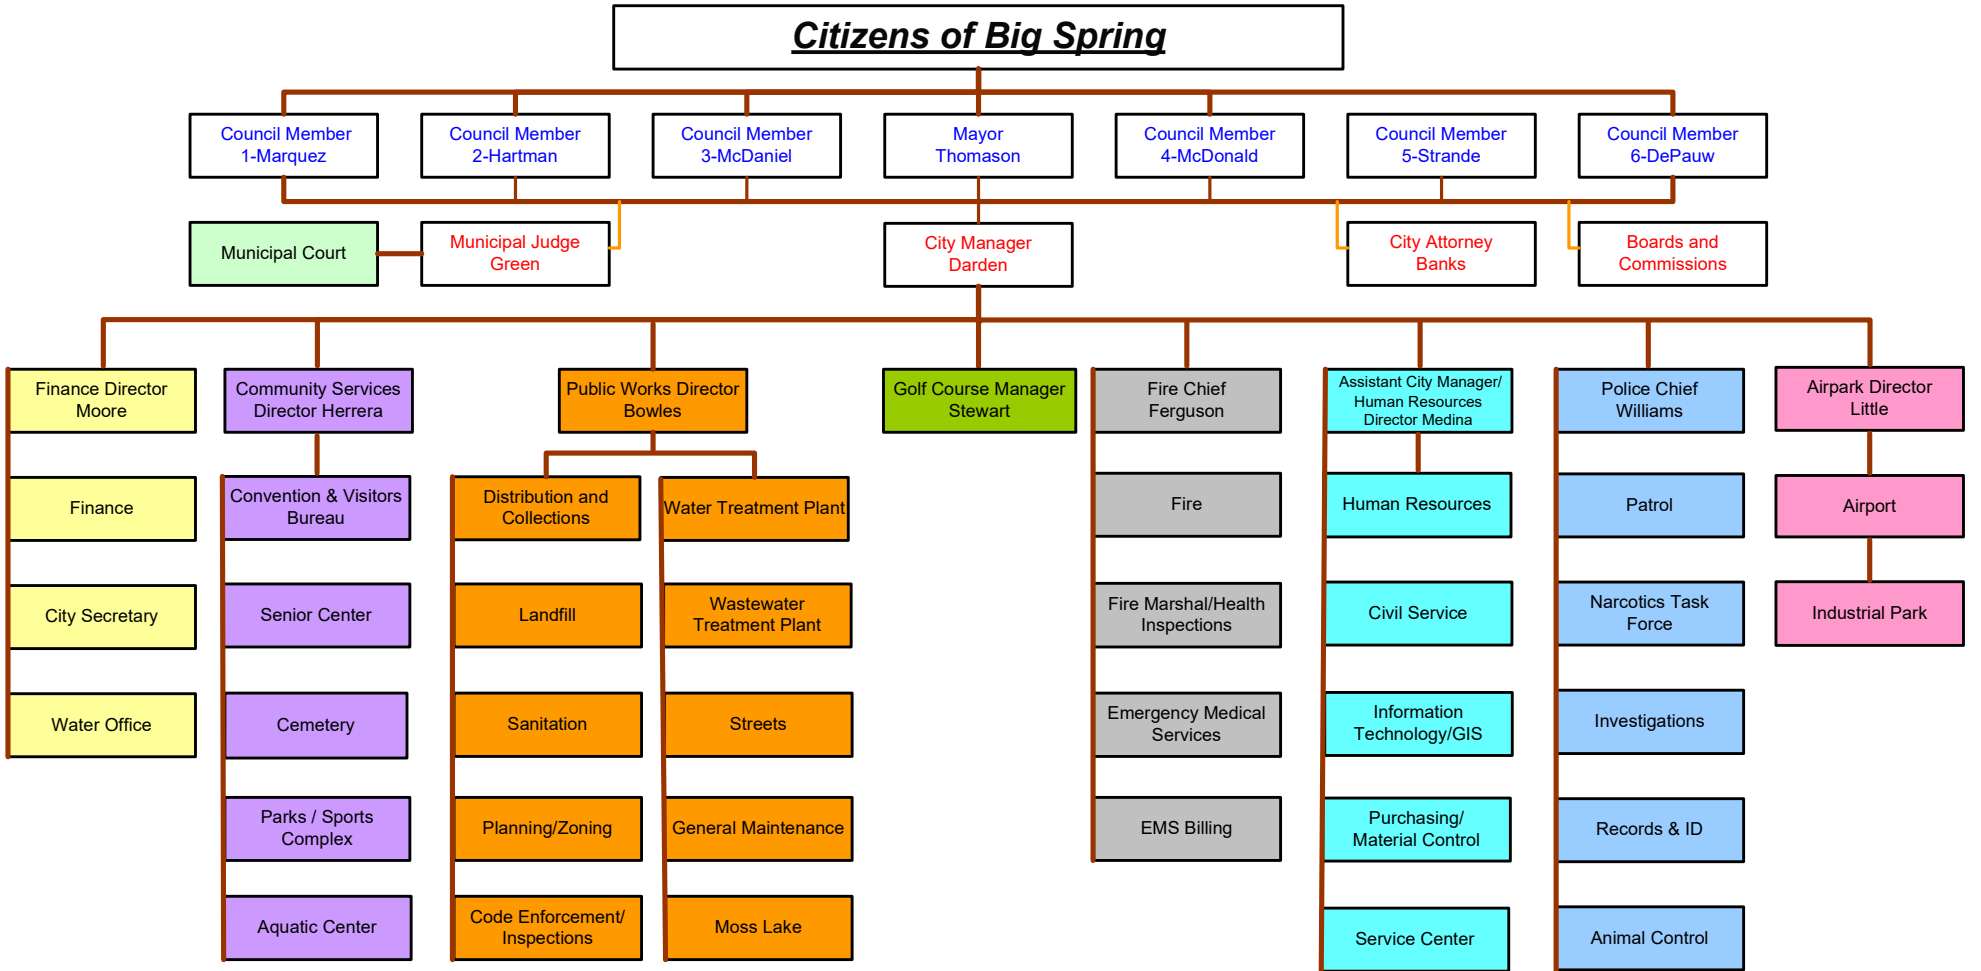 Citizens of Big Spring
Council Member
1-Marquez
Council Member
2-Hartman
Council Member
3-McDaniel
Mayor
Thomason
Council Member
4-McDonald
Council Member
5-Strande
Council Member
6-DePauw
Municipal Court
Municipal Judge
Green
City Manager
Darden
City Attorney
Banks
Boards and
Commissions
Finance Director
Moore
Community Services
Director Herrera
Public Works Director
Bowles
Golf Course Manager
Stewart
Fire Chief
Ferguson
Assistant City Manager/
Human Resources
Director Medina
Police Chief
Williams
Airpark Director
Little
Finance
Convention & Visitors
Bureau
Distribution and
Collections
Water Treatment Plant
Fire
Human Resources
Patrol
Airport
City Secretary
Senior Center
Landfill
Wastewater
Treatment Plant
Fire Marshal/Health
Inspections
Civil Service
Narcotics Task
Force
Industrial Park
Water Office
Cemetery
Sanitation
Streets
Emergency Medical
Services
Information
Technology/GIS
Investigations
Parks / Sports
Complex
Planning/Zoning
General Maintenance
EMS Billing
Purchasing/
Material Control
Records & ID
Aquatic Center
Code Enforcement/
Inspections
Moss Lake
Service Center
Animal Control